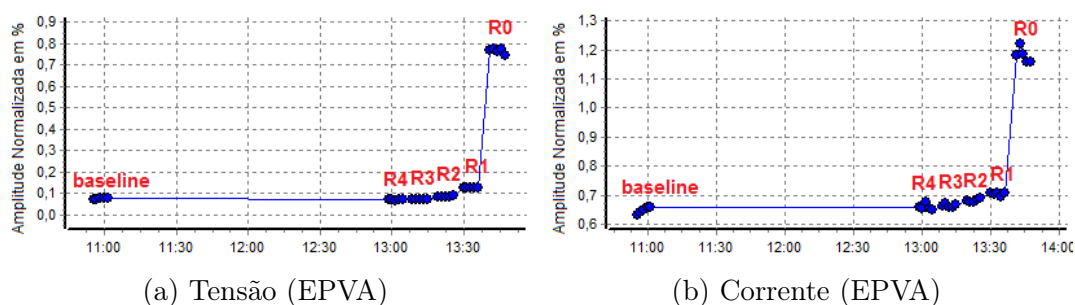 Amplitude Normalizada em %
0,9
0,8
0,7
0,6
0,5
0,4
0,3
0,2
0,1
0,0
R0
baseline
R4 R3 R2 R1
11:00 11:30 12:00 12:30 13:00 13:30
(a) Tensão (EPVA)
Amplitude Normalizada em %
1,3
1,2
1,1
1,0
0,9
0,8
0,7
0,6
R0
baseline
R4 R3 R2 R1
11:00 11:30 12:00 12:30 13:00 13:30 14:00
(b) Corrente (EPVA)